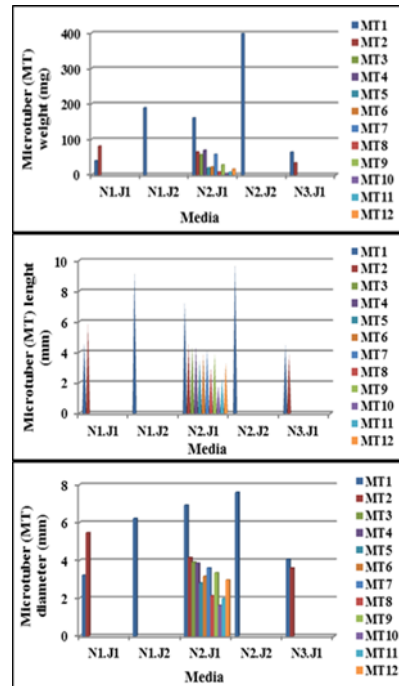 Microtuber (MT)
weight (mg)
400
300
200
100
0
N1.J1 N1.J2 N2.J1 N2.J2 N3.J1
Media
MT1
MT2
MT3
MT4
MT5
MT6
MT7
MT8
MT9
MT10
MT11
MT12
Microtuber (MT) lenght
(mm)
10
8
6
4
2
0
N1.J1 N1.J2 N2.J1 N2.J2 N3.J1
Media
MT1
MT2
MT3
MT4
MT5
MT6
MT7
MT8
MT9
MT10
MT11
MT12
Microtuber (MT)
diameter (mm)
8
6
4
2
0
N1.J1 N1.J2 N2.J1 N2.J2 N3.J1
Media
MT1
MT2
MT3
MT4
MT5
MT6
MT7
MT8
MT9
MT10
MT11
MT12